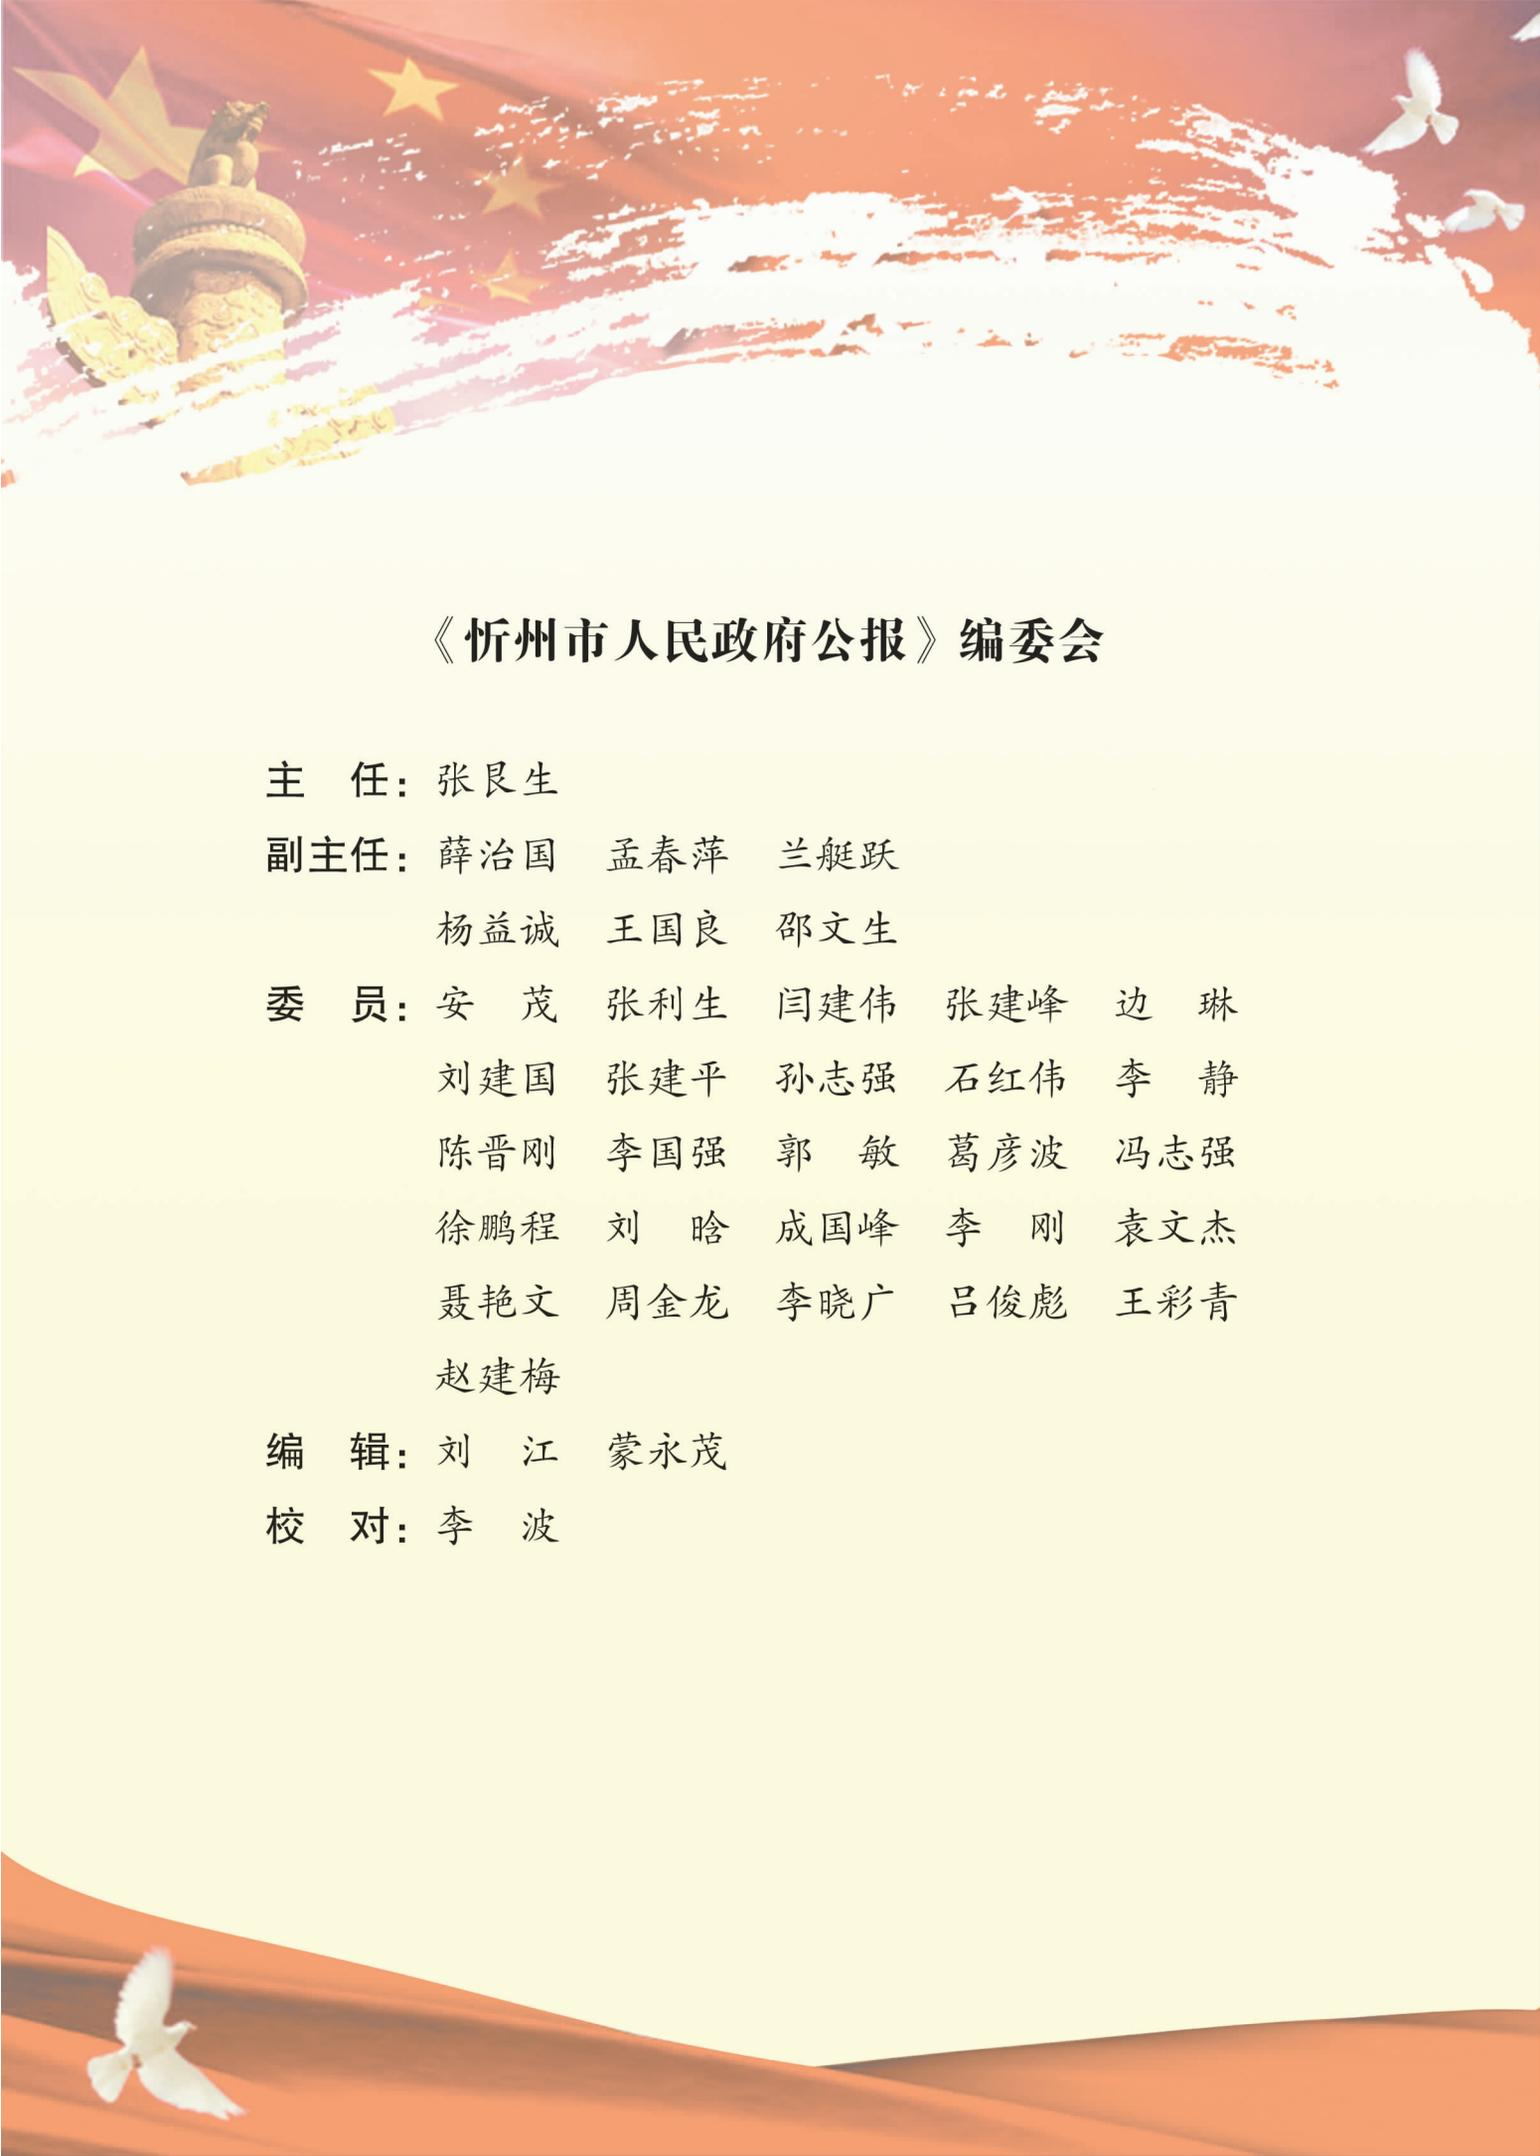 《忻州市人民政府公报》编委会
主　任：张艮生
副主任：薛治国　孟春萍　兰艇跃
杨益诚　王国良　邵文生
委　员：安　茂　张利生　闫建伟　张建峰　边　琳
刘建国　张建平　孙志强　石红伟　李　静
陈晋刚　李国强　郭　敏　葛彦波　冯志强
徐鹏程　刘　晗　成国峰　李　刚　袁文杰
聂艳文　周金龙　李晓广　吕俊彪　王彩青
赵建梅
编　辑：刘　江　蒙永茂
校　对：李　波